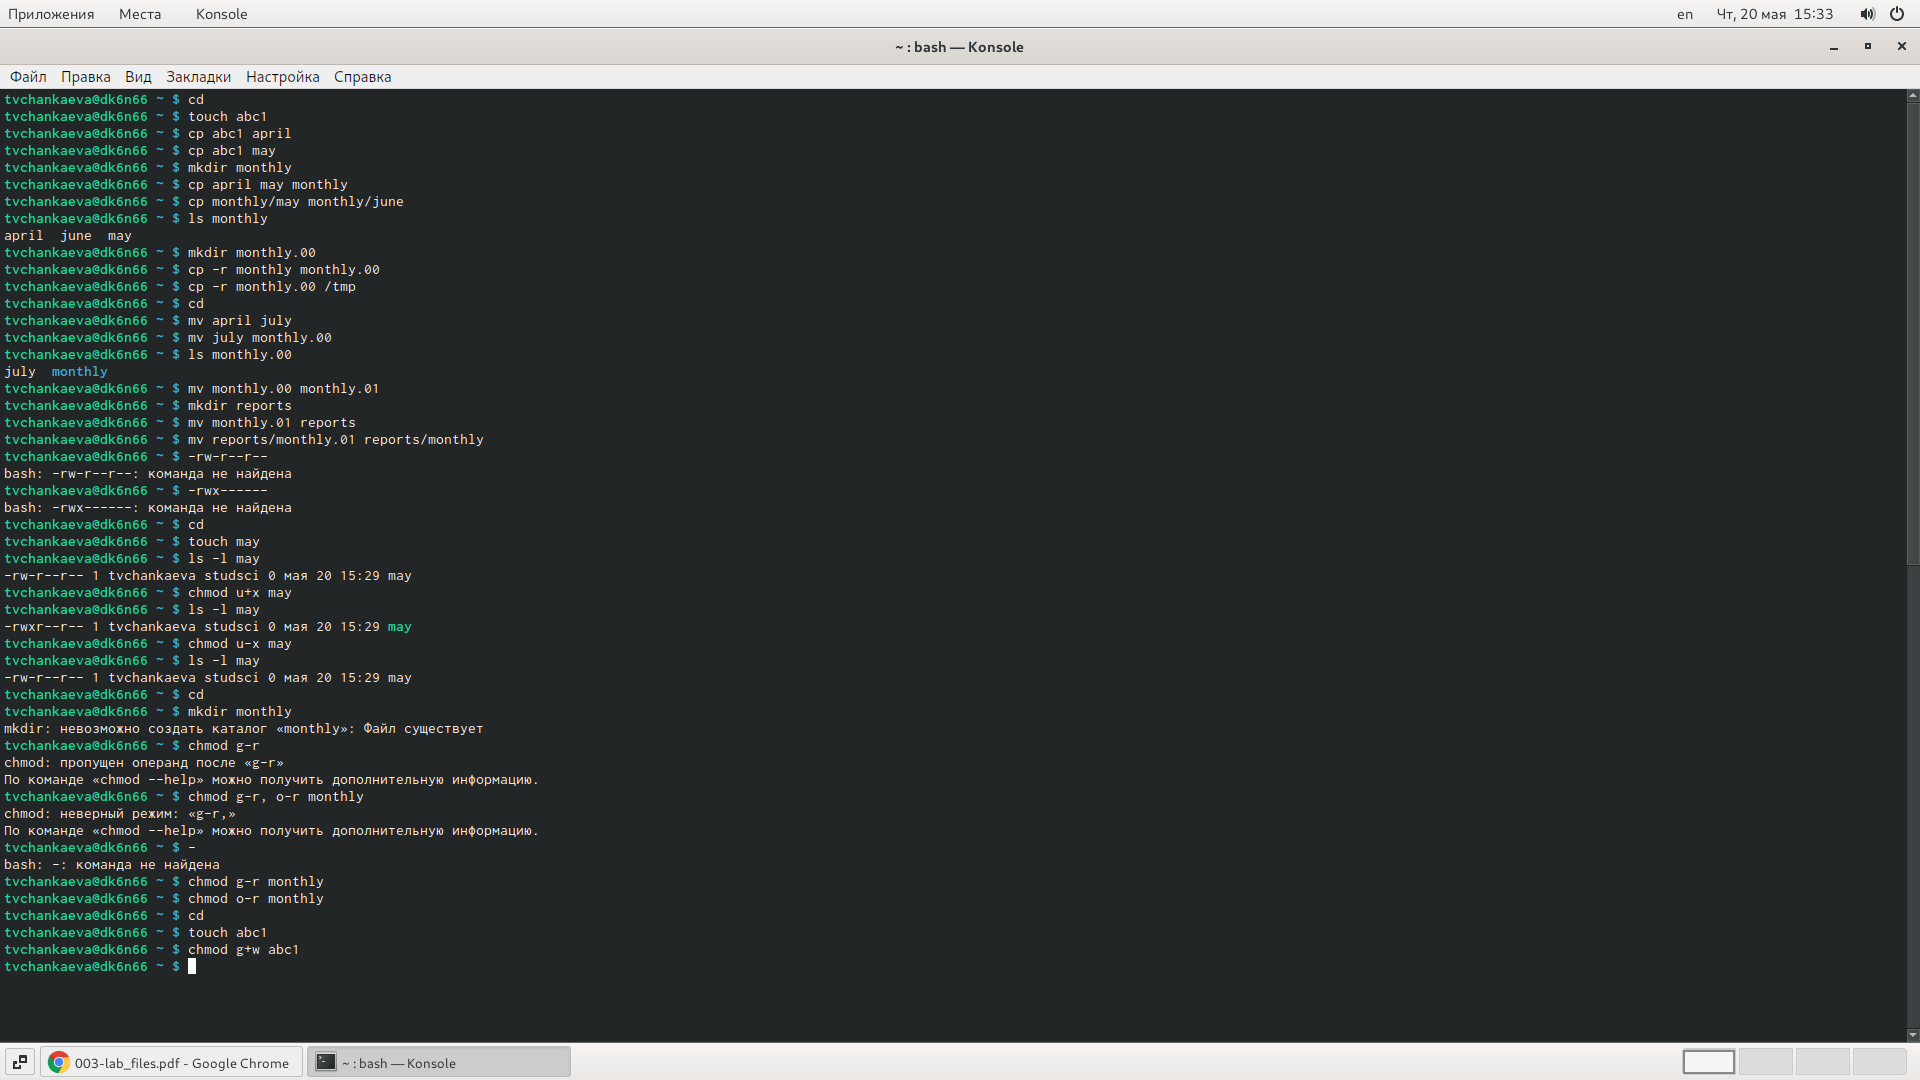 Приложения Места Konsole en Чт, 20 мая 15:33
~ : bash — Konsole
Файл Правка Вид Закладки Настройка Справка
tvchankaeva@dk6n66 ~ $ cd
tvchankaeva@dk6n66 ~ $ touch abc1
tvchankaeva@dk6n66 ~ $ cp abc1 april
tvchankaeva@dk6n66 ~ $ cp abc1 may
tvchankaeva@dk6n66 ~ $ mkdir monthly
tvchankaeva@dk6n66 ~ $ cp april may monthly
tvchankaeva@dk6n66 ~ $ cp monthly/may monthly/june
tvchankaeva@dk6n66 ~ $ ls monthly
april  june  may
tvchankaeva@dk6n66 ~ $ mkdir monthly.00
tvchankaeva@dk6n66 ~ $ cp -r monthly monthly.00
tvchankaeva@dk6n66 ~ $ cp -r monthly.00 /tmp
tvchankaeva@dk6n66 ~ $ cd
tvchankaeva@dk6n66 ~ $ mv april july
tvchankaeva@dk6n66 ~ $ mv july monthly.00
tvchankaeva@dk6n66 ~ $ ls monthly.00
july  monthly
tvchankaeva@dk6n66 ~ $ mv monthly.00 monthly.01
tvchankaeva@dk6n66 ~ $ mkdir reports
tvchankaeva@dk6n66 ~ $ mv monthly.01 reports
tvchankaeva@dk6n66 ~ $ mv reports/monthly.01 reports/monthly
tvchankaeva@dk6n66 ~ $ -rw-r--r--
bash: -rw-r--r--: команда не найдена
tvchankaeva@dk6n66 ~ $ -rwx------
bash: -rwx------: команда не найдена
tvchankaeva@dk6n66 ~ $ cd
tvchankaeva@dk6n66 ~ $ touch may
tvchankaeva@dk6n66 ~ $ ls -l may
-rw-r--r-- 1 tvchankaeva studsci 0 мая 20 15:29 may
tvchankaeva@dk6n66 ~ $ chmod u+x may
tvchankaeva@dk6n66 ~ $ ls -l may
-rwxr--r-- 1 tvchankaeva studsci 0 мая 20 15:29 may
tvchankaeva@dk6n66 ~ $ chmod u-x may
tvchankaeva@dk6n66 ~ $ ls -l may
-rw-r--r-- 1 tvchankaeva studsci 0 мая 20 15:29 may
tvchankaeva@dk6n66 ~ $ cd
tvchankaeva@dk6n66 ~ $ mkdir monthly
mkdir: невозможно создать каталог «monthly»: Файл существует
tvchankaeva@dk6n66 ~ $ chmod g-r
chmod: пропущен операнд после «g-r»
По команде «chmod --help» можно получить дополнительную информацию.
tvchankaeva@dk6n66 ~ $ chmod g-r, o-r monthly
chmod: неверный режим: «g-r,»
По команде «chmod --help» можно получить дополнительную информацию.
tvchankaeva@dk6n66 ~ $ -
bash: -: команда не найдена
tvchankaeva@dk6n66 ~ $ chmod g-r monthly
tvchankaeva@dk6n66 ~ $ chmod o-r monthly
tvchankaeva@dk6n66 ~ $ cd
tvchankaeva@dk6n66 ~ $ touch abc1
tvchankaeva@dk6n66 ~ $ chmod g+w abc1
tvchankaeva@dk6n66 ~ $
003-lab_files.pdf - Google Chrome ~ : bash — Konsole